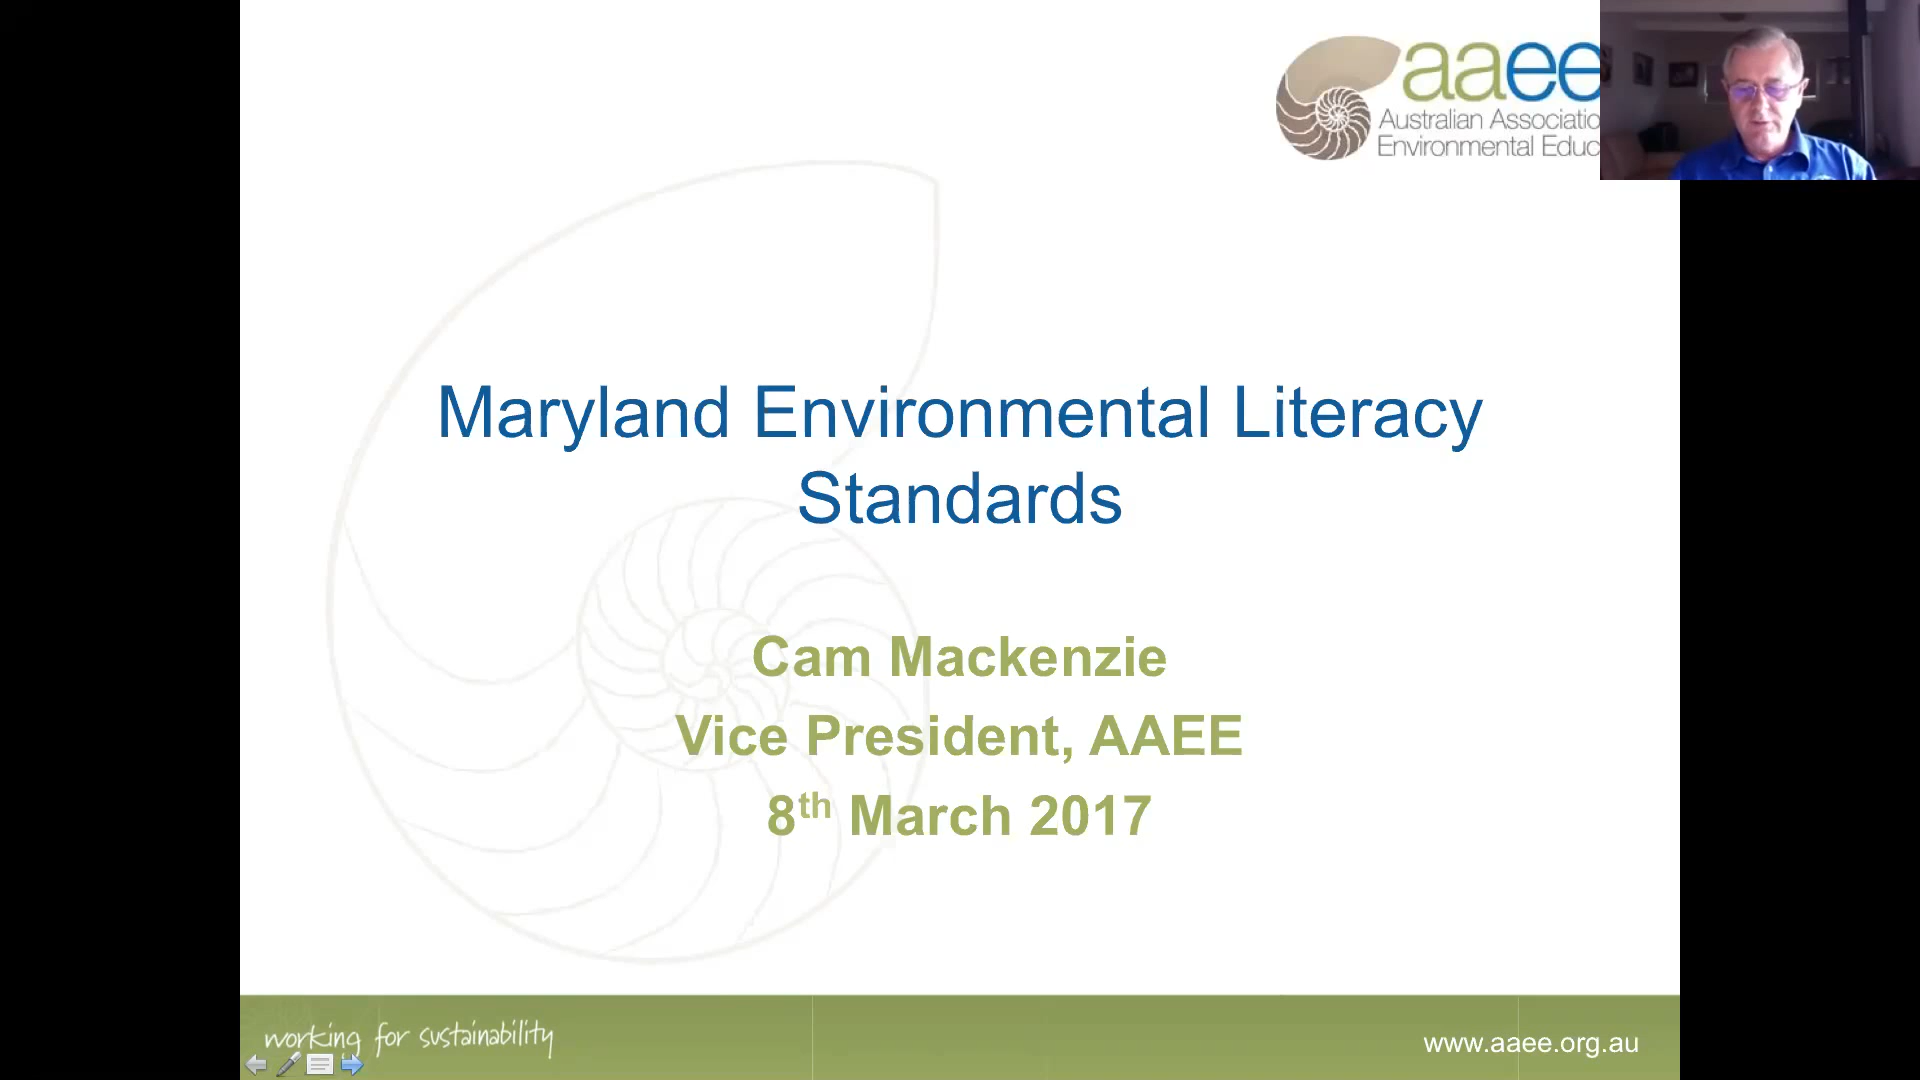 aaee
Australian Associatio
Environmental Educ
Maryland Environmental Literacy
Standards
Cam Mackenzie
Vice President, AAEE
8th March 2017
working for sustainability
www.aaee.org.au